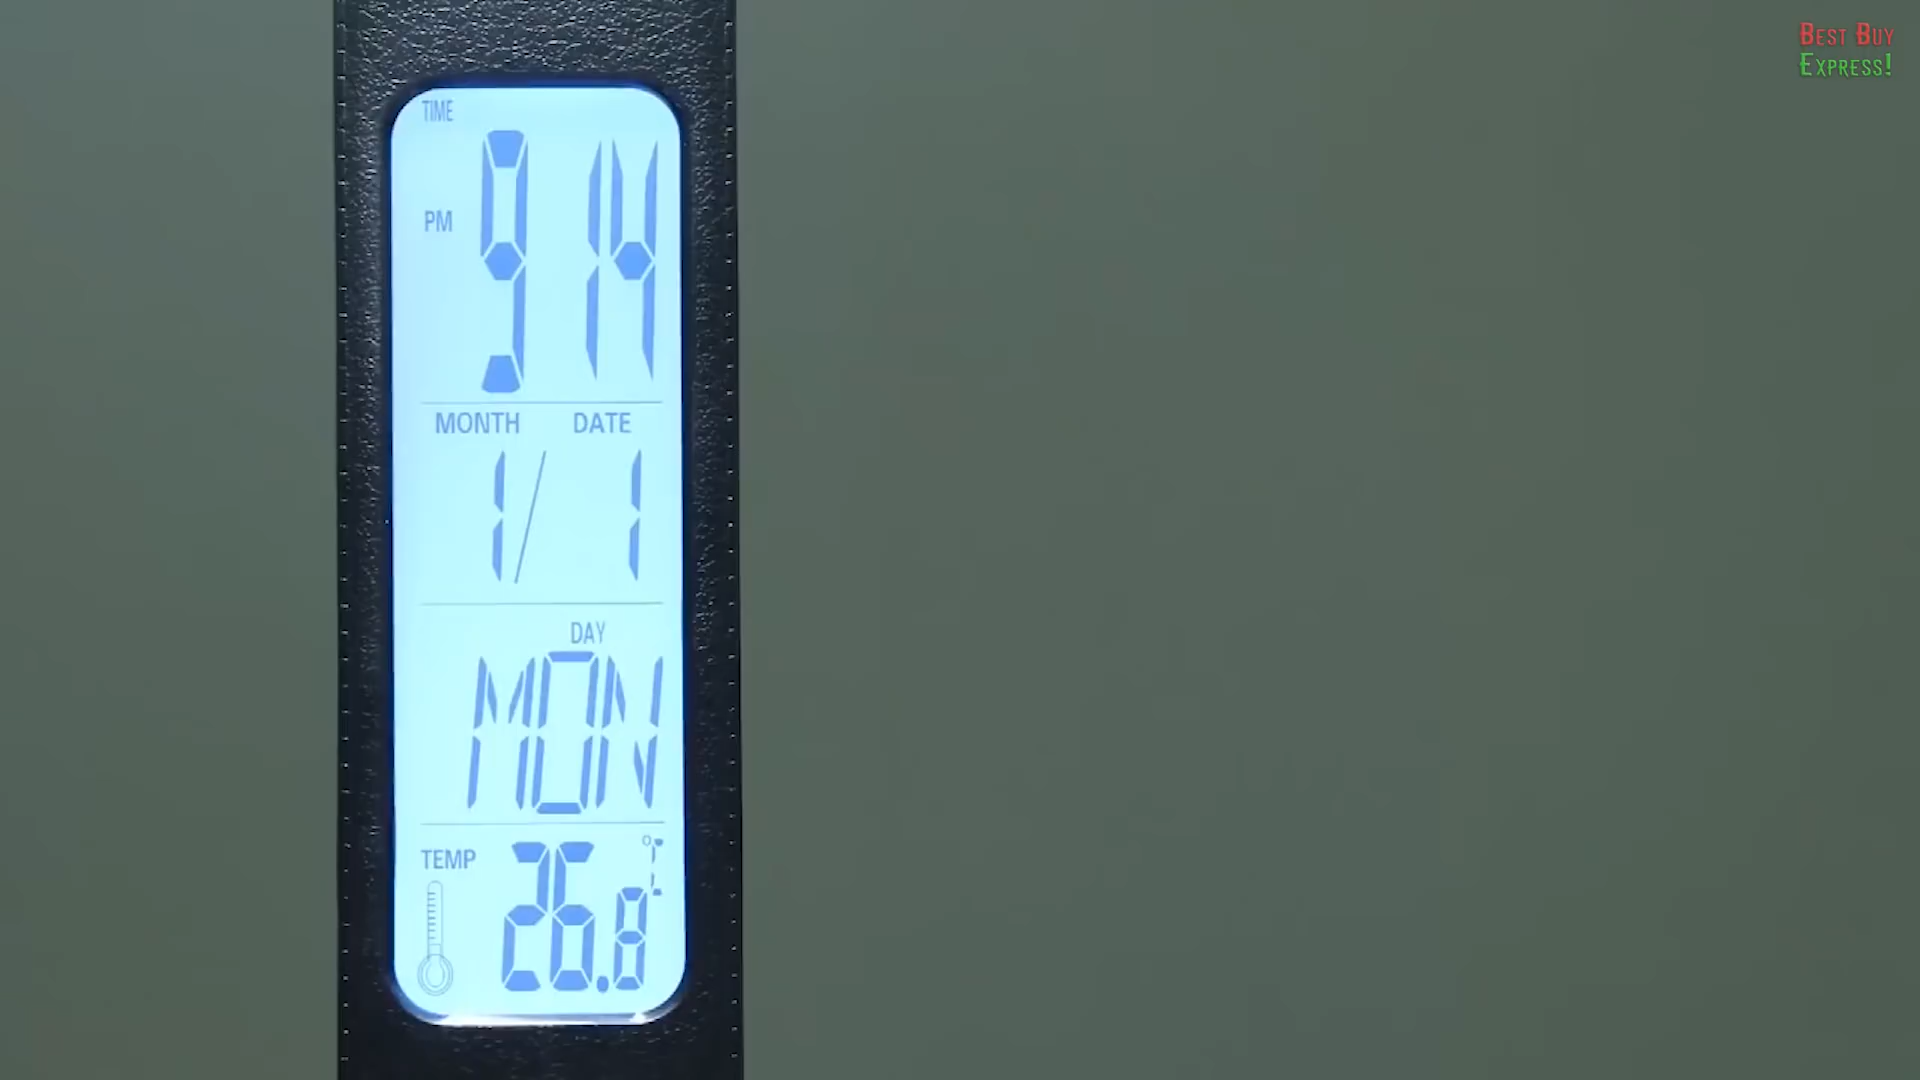 TIME
PM 9 14
MONTH DATE
1/ 1
DAY
MON
TEMP 26.8 °C
BEST BUY
EXPRESS!